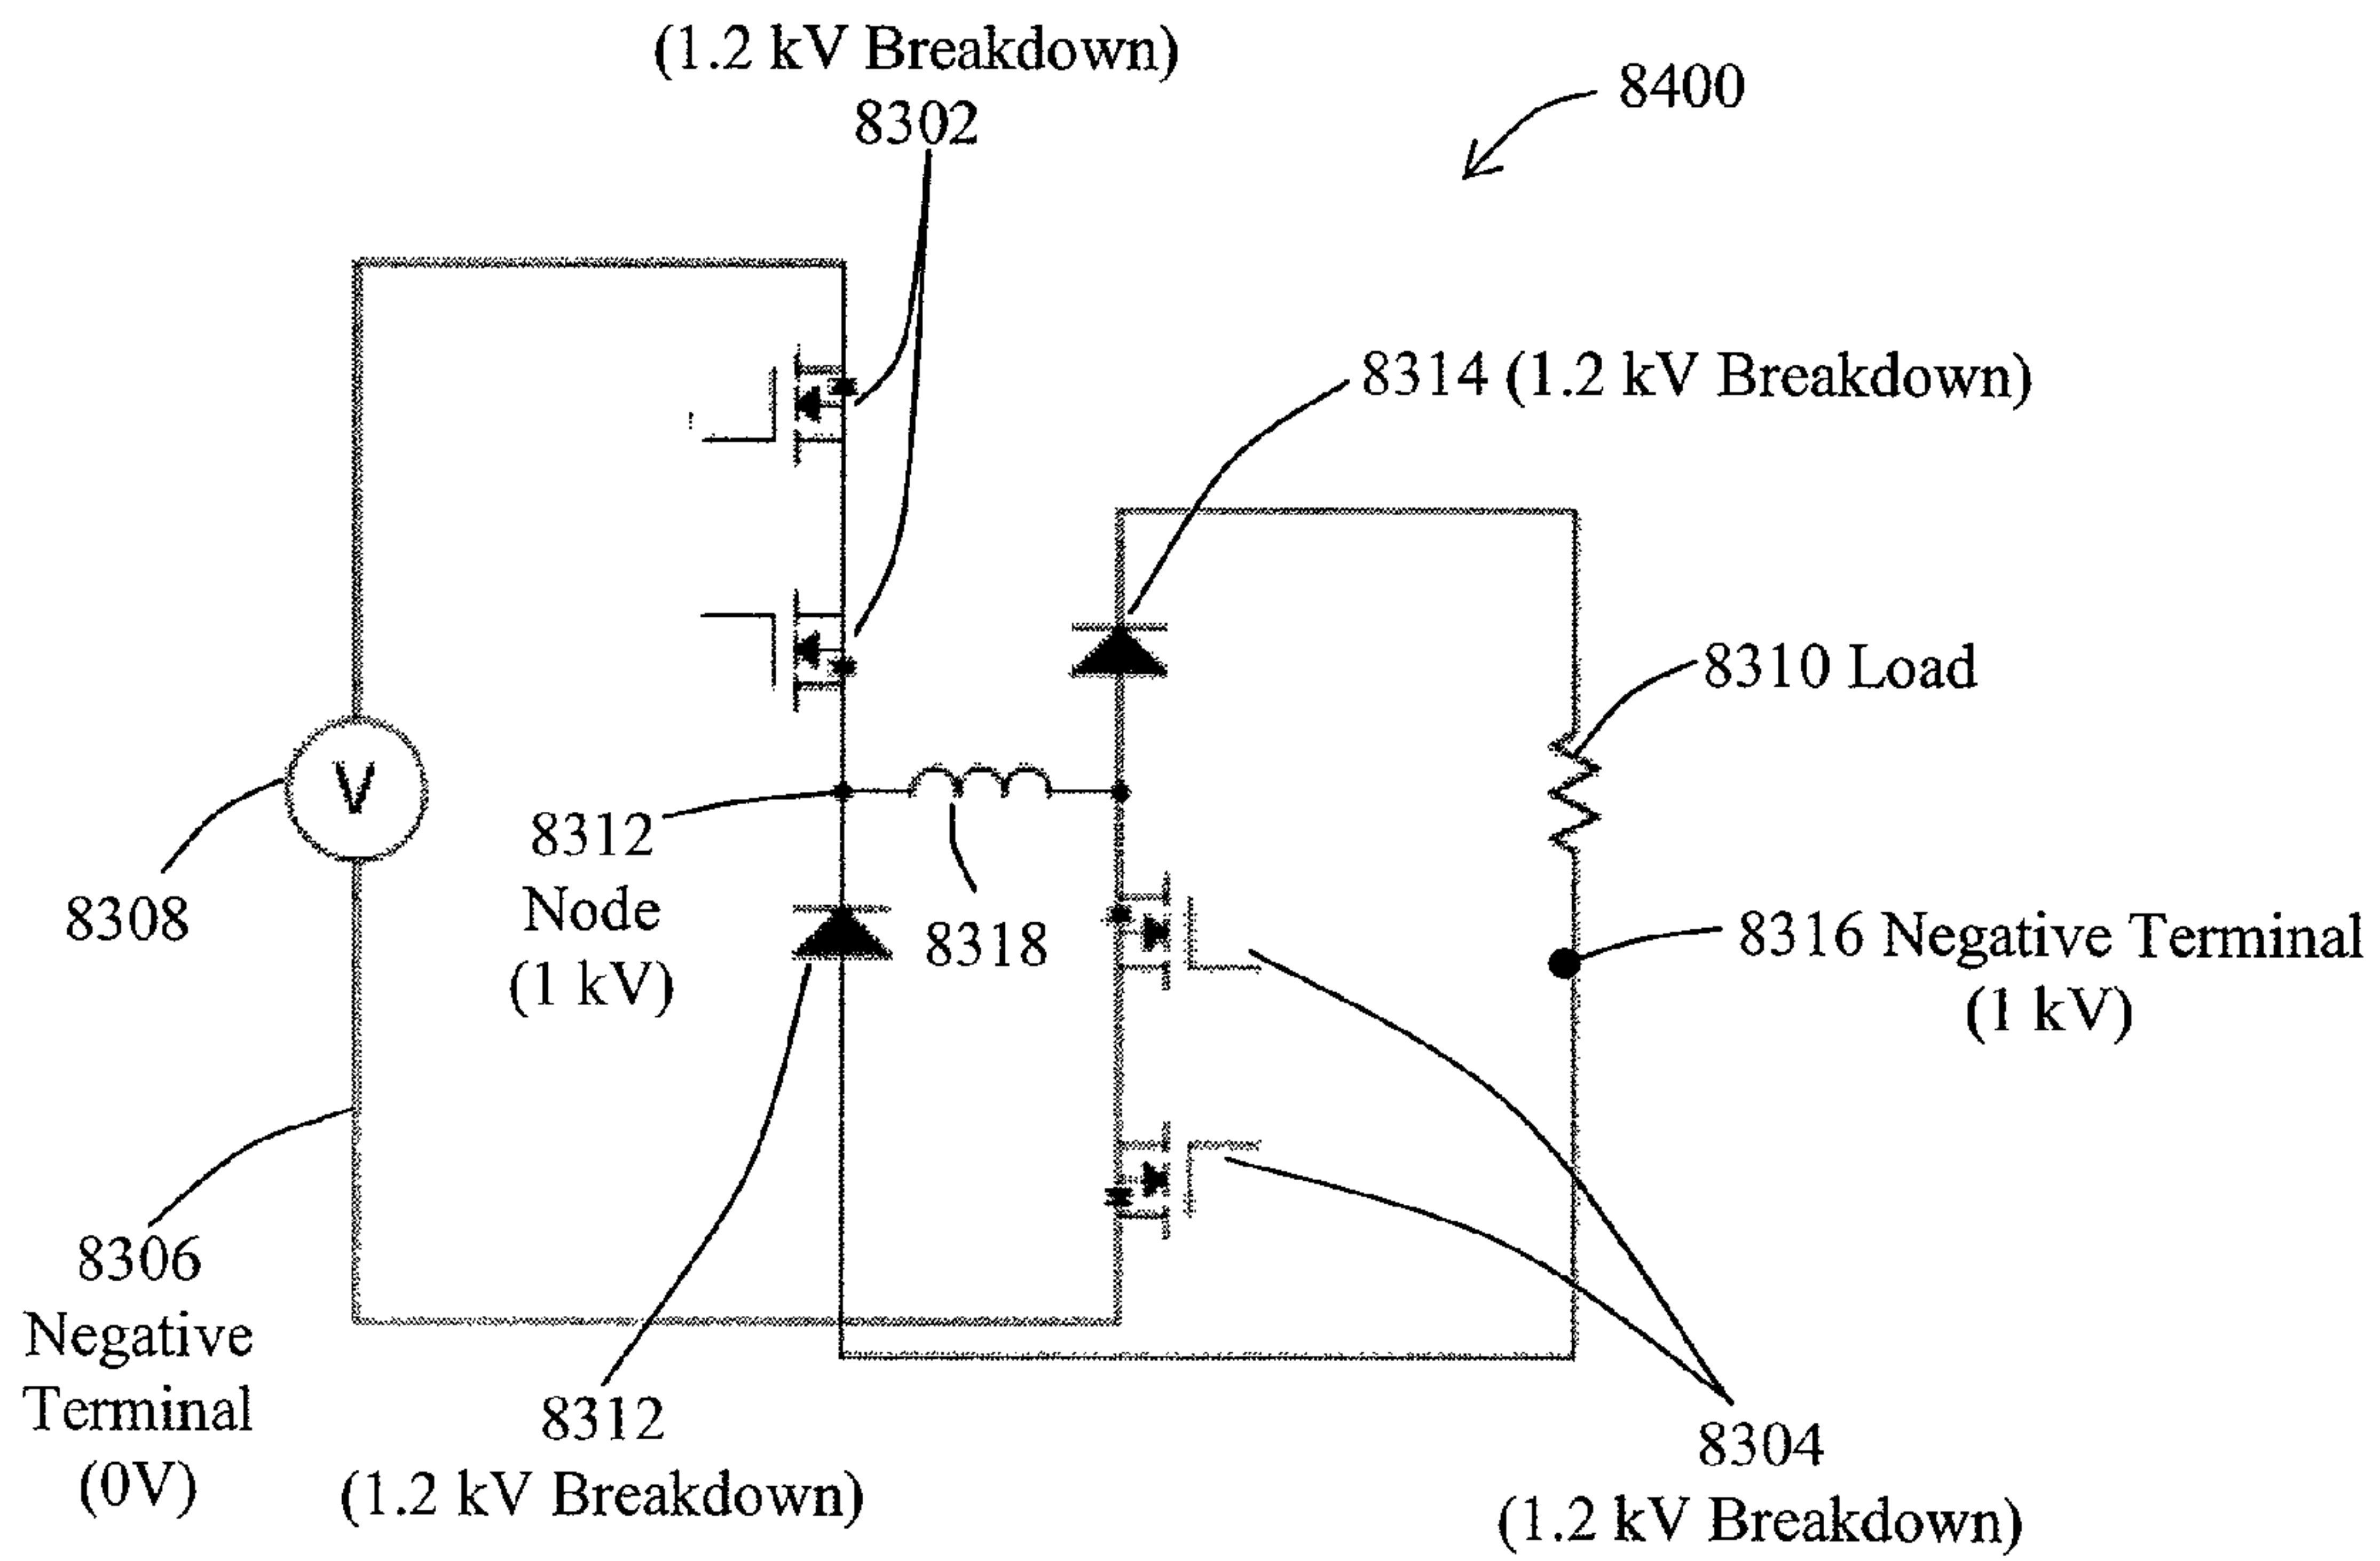 (1.2 kV Breakdown)
8302
8400
8314 (1.2 kV Breakdown)
8310 Load
V
8312
Node
(1 kV)
8308
8318
8316 Negative Terminal
(1 kV)
8306
Negative
Terminal
(0V)
8312
(1.2 kV Breakdown)
8304
(1.2 kV Breakdown)